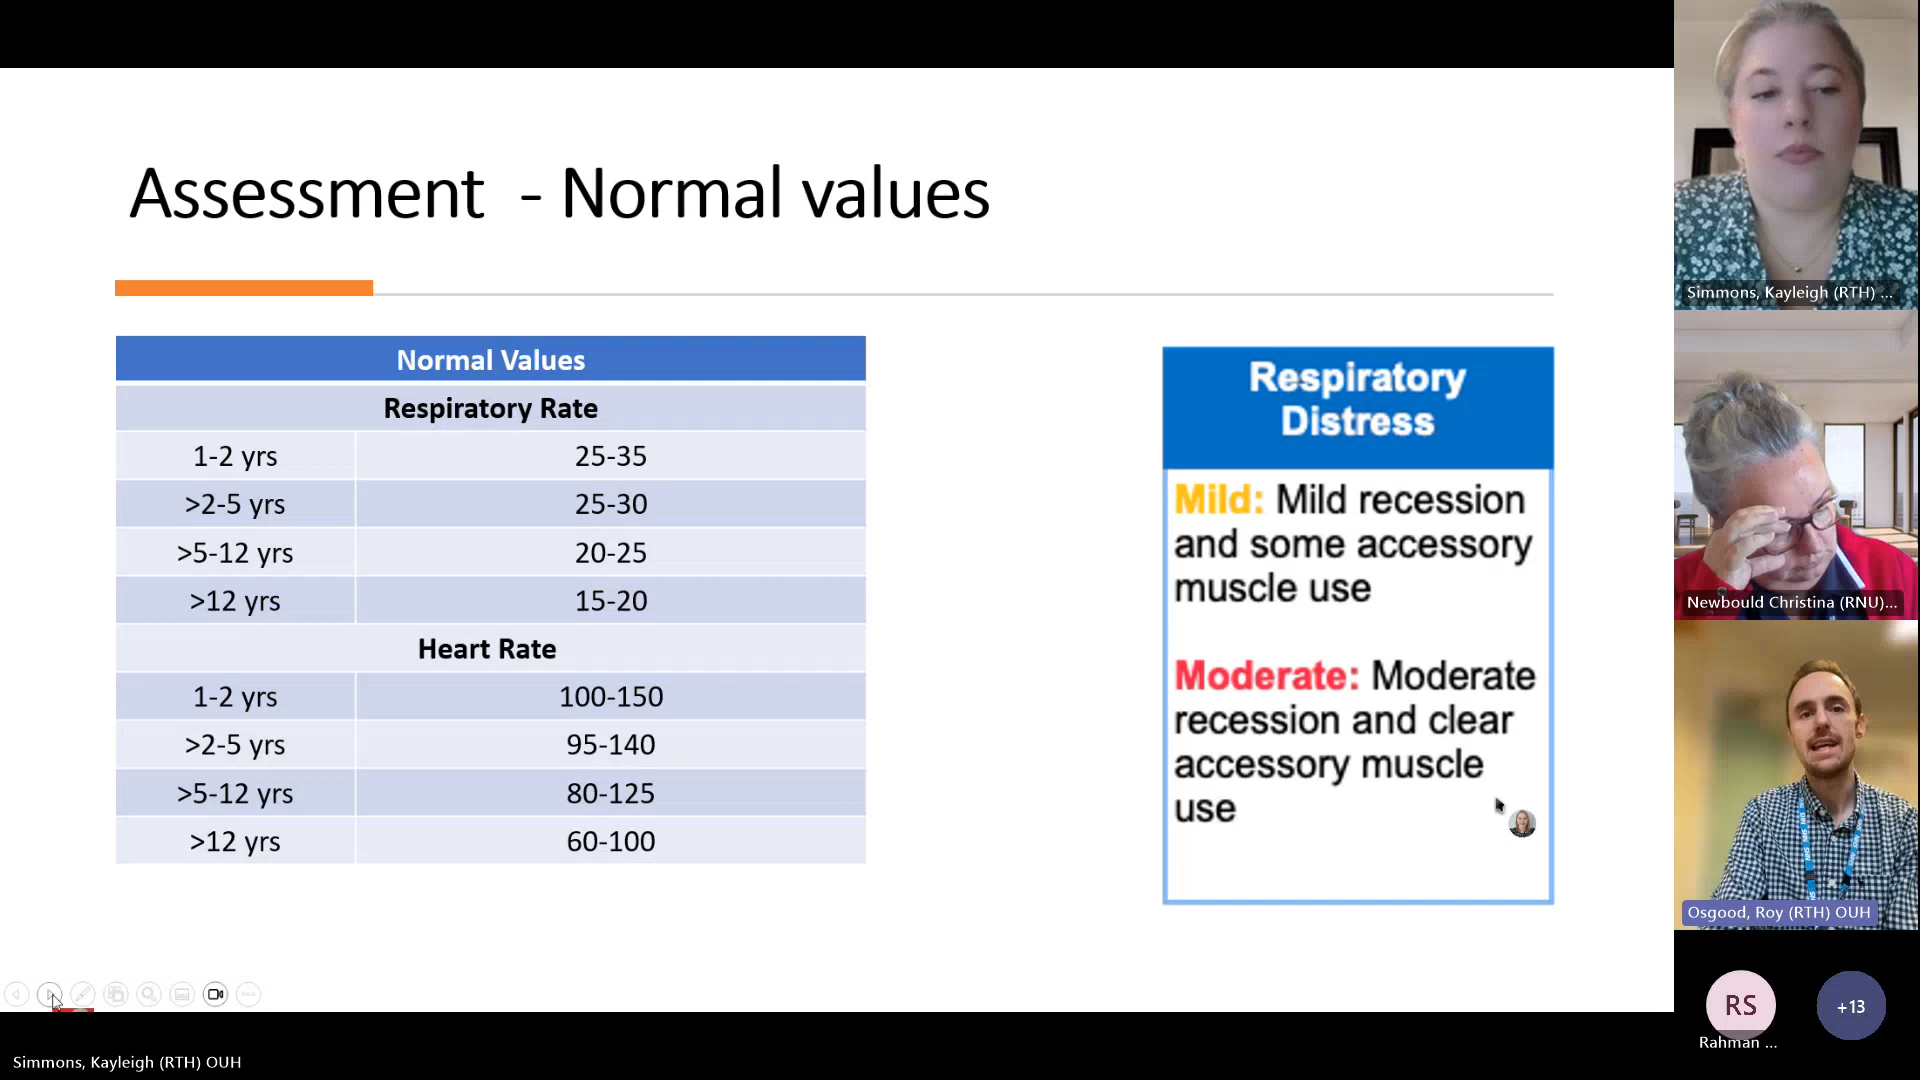 Assessment - Normal values
Normal Values
Respiratory Rate
1-2 yrs 25-35
>2-5 yrs 25-30
>5-12 yrs 20-25
>12 yrs 15-20
Heart Rate
1-2 yrs 100-150
>2-5 yrs 95-140
>5-12 yrs 80-125
>12 yrs 60-100
Respiratory
Distress
Mild: Mild recession
and some accessory
muscle use
Moderate: Moderate
recession and clear
accessory muscle
use
Simmons, Kayleigh (RTH) ...
Newbould Christina (RNU)...
Osgood, Roy (RTH) OUH
RS
Rahman ...
+13
Simmons, Kayleigh (RTH) OUH